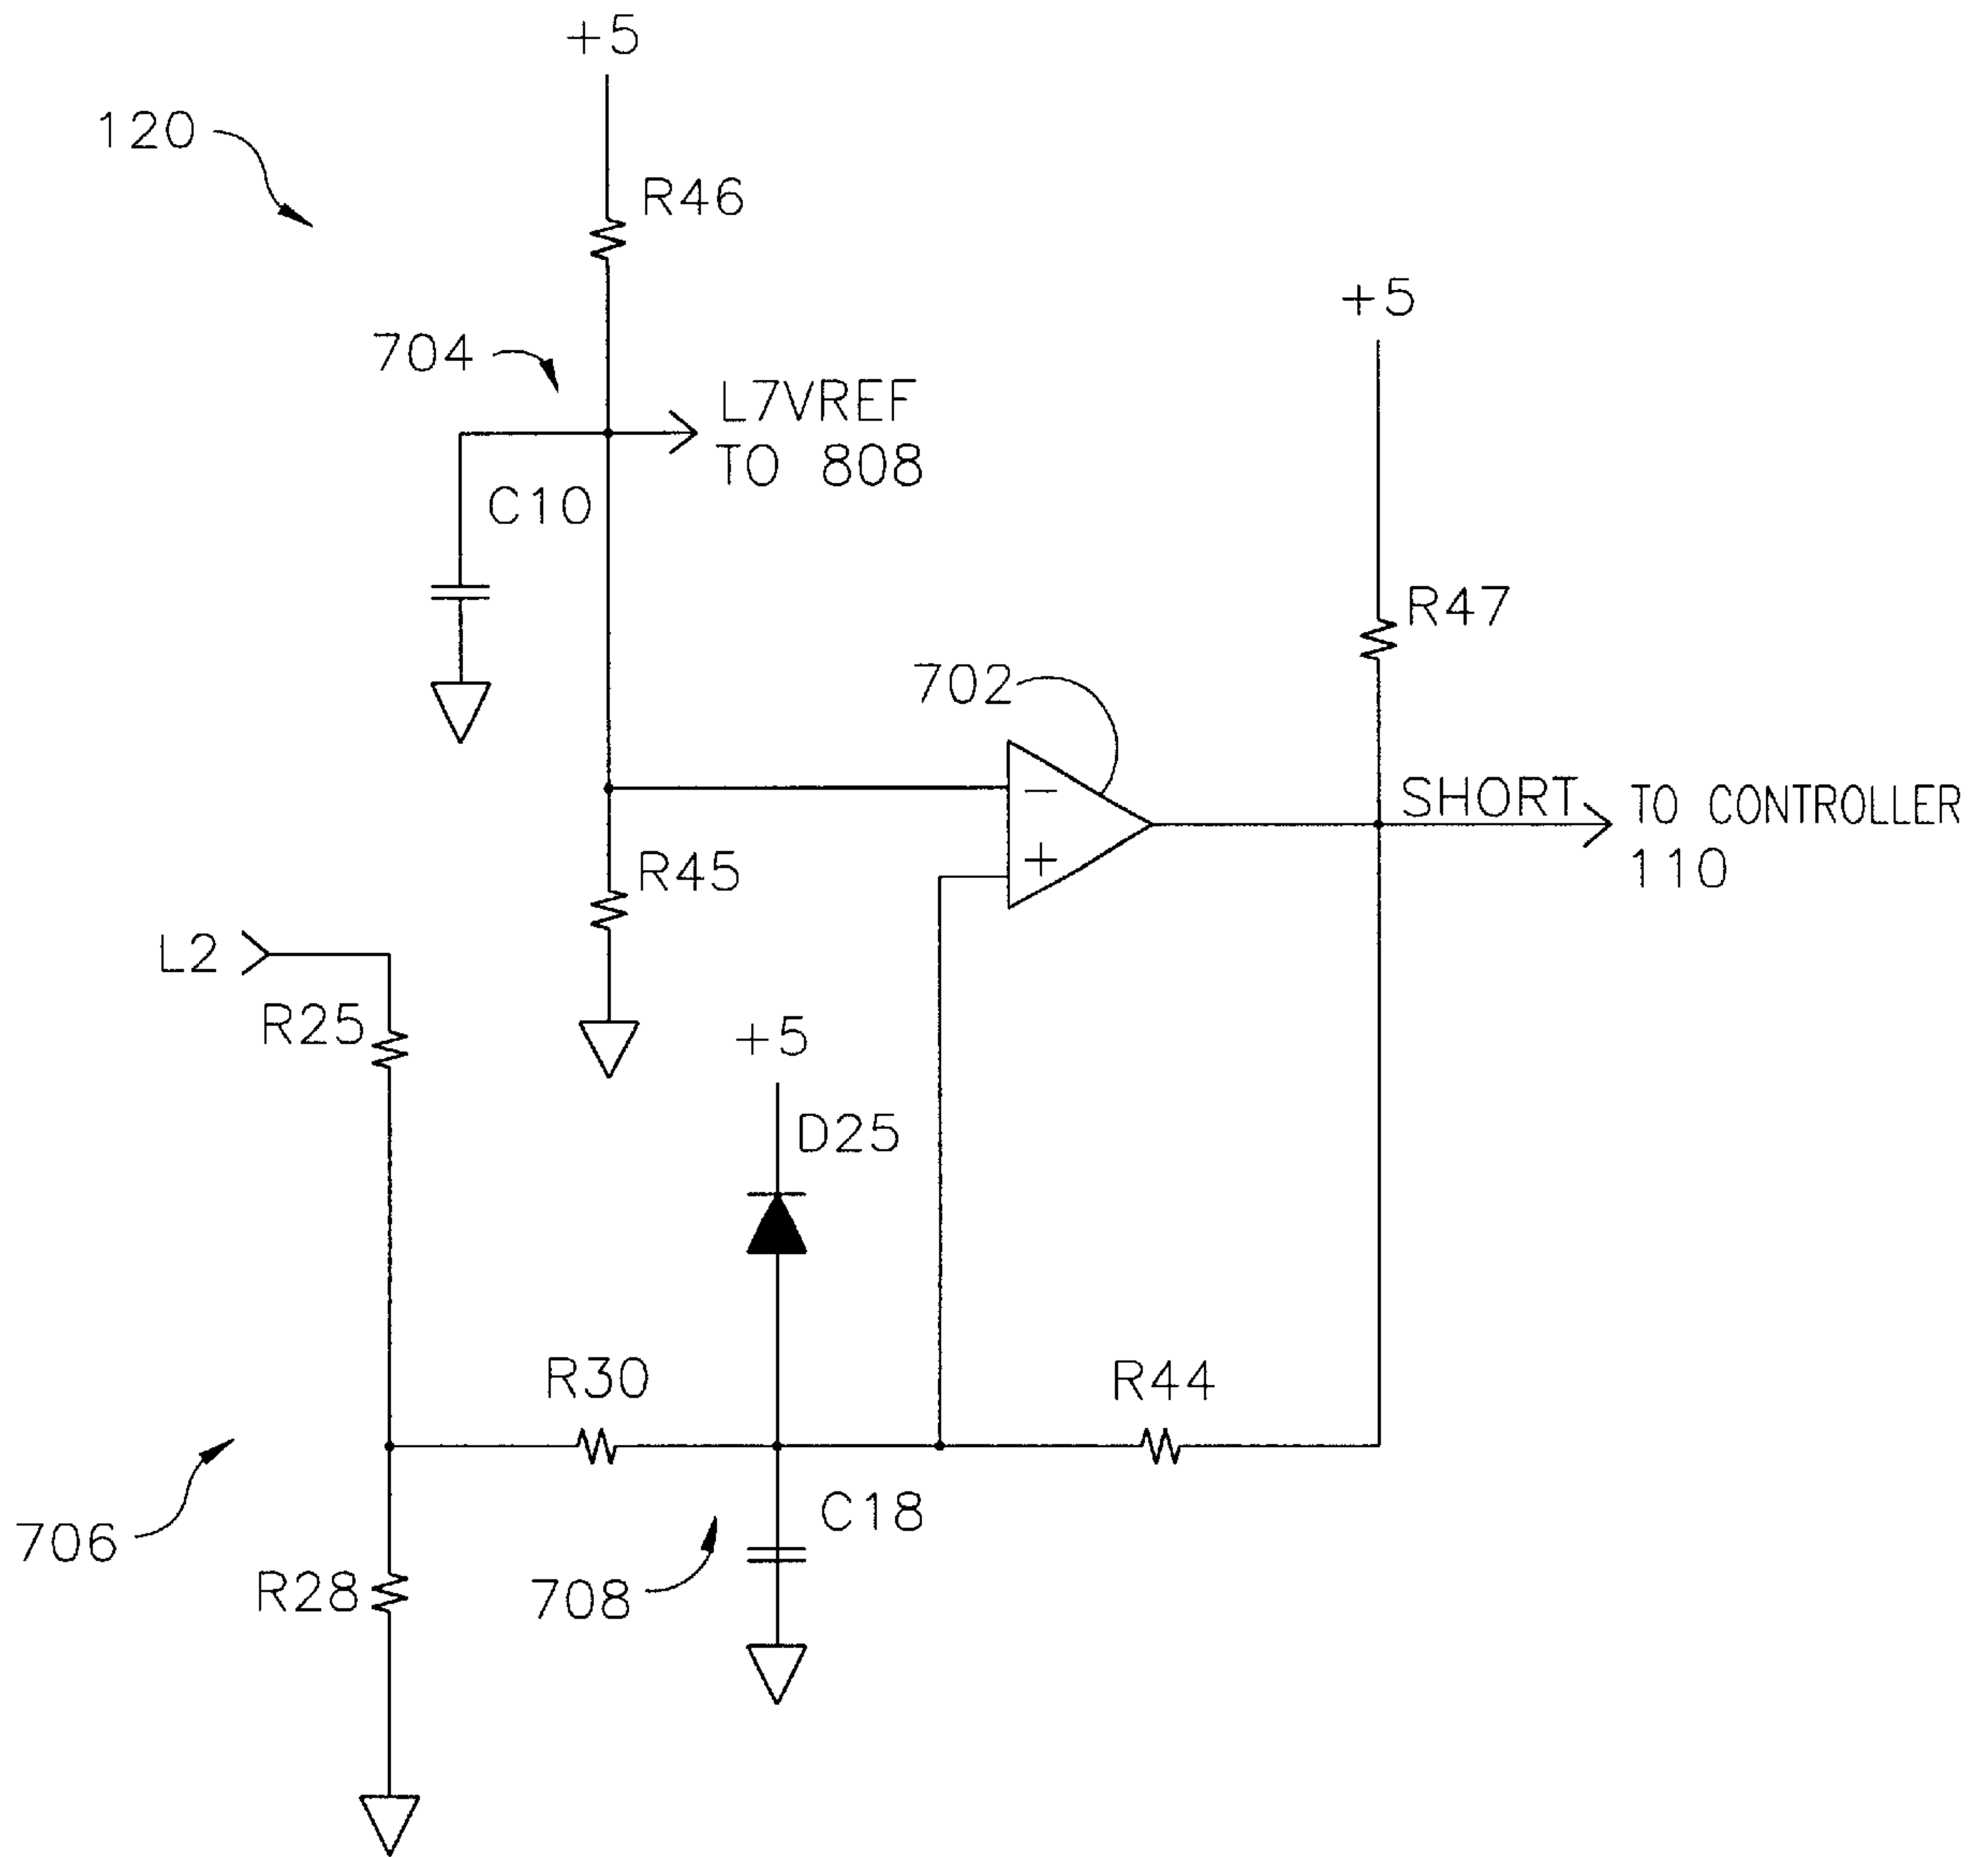 +5
120
R46
+5
704
L7VREF
TO 808
C10
R47
702
SHORT
TO CONTROLLER
110
−
+
R45
L2
R25
+5
D25
R30
R44
C18
706
708
R28